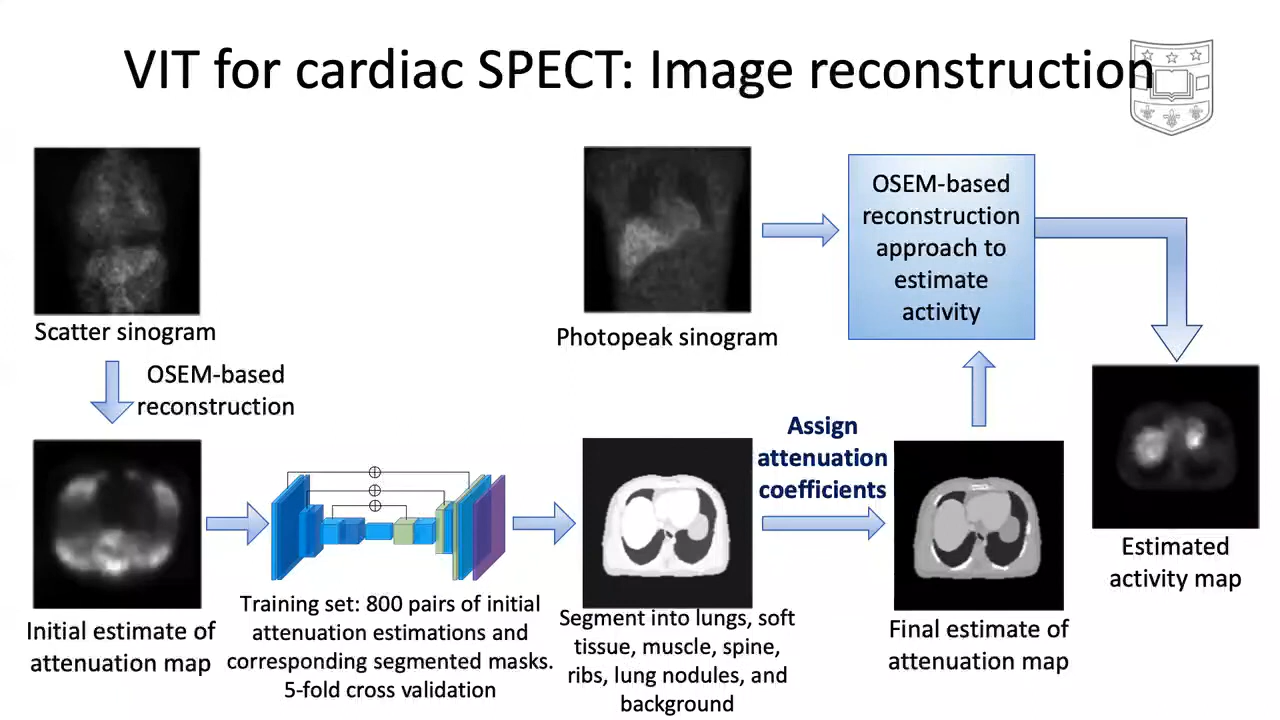 VIT for cardiac SPECT: Image reconstruction
Scatter sinogram
OSEM-based
reconstruction
Initial estimate of
attenuation map
Training set: 800 pairs of initial
attenuation estimations and
corresponding segmented masks.
5-fold cross validation
Segment into lungs, soft
tissue, muscle, spine,
ribs, lung nodules, and
background
Assign
attenuation
coefficients
Final estimate of
attenuation map
Photopeak sinogram
OSEM-based
reconstruction
approach to
estimate
activity
Estimated
activity map